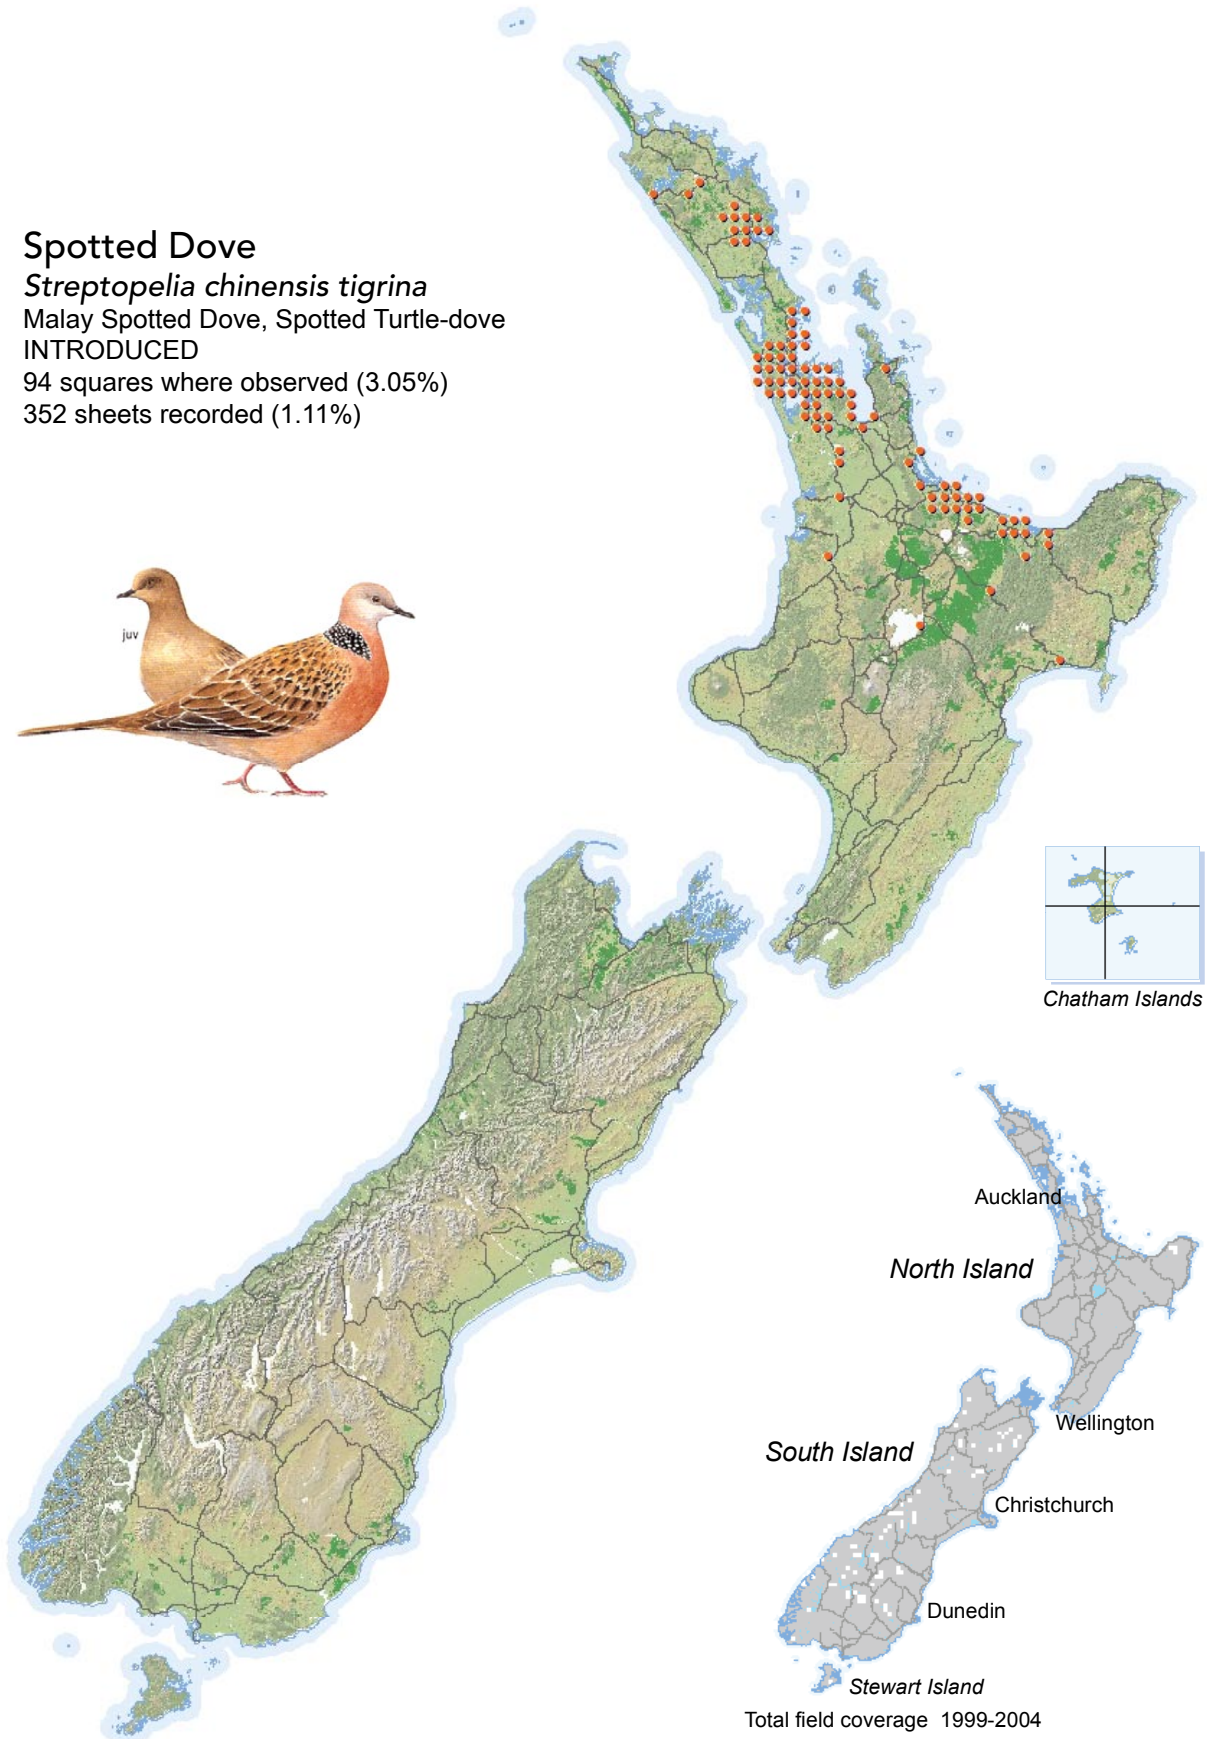 Spotted Dove
Streptopelia chinensis tigrina
Malay Spotted Dove, Spotted Turtle-dove
INTRODUCED
94 squares where observed (3.05%)
352 sheets recorded (1.11%)
juv
Chatham Islands
Auckland
North Island
Wellington
South Island
Christchurch
Dunedin
Stewart Island
Total field coverage 1999-2004